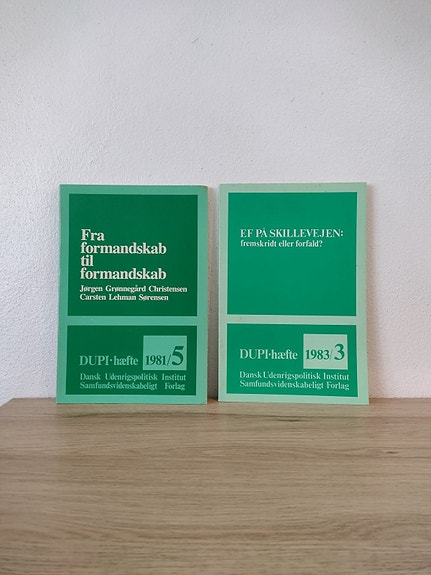 Fra
formandskab
til
formandskab
Jørgen Grønnegård Christensen
Carsten Lehman Sørensen
DUPI·hæfte 1981/5
Dansk Udenrigspolitisk Institut
Samfundsvidenskabeligt Forlag
EF PÅ SKILLEVEJEN:
fremskridt eller forfald?
DUPI·hæfte 1983/3
Dansk Udenrigspolitisk Institut
Samfundsvidenskabeligt Forlag